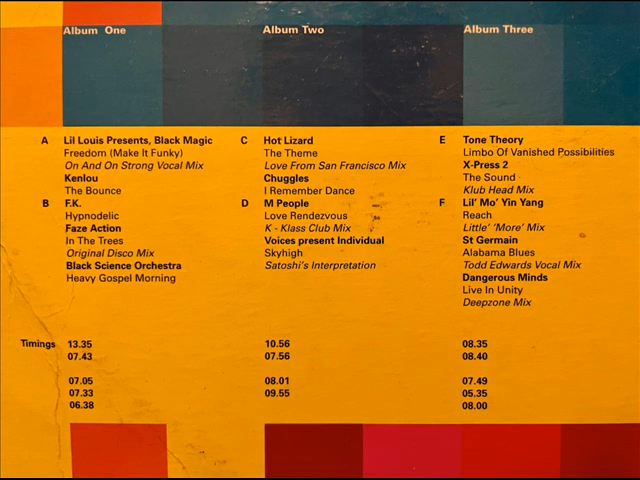 Album One
A Lil Louis Presents, Black Magic
Freedom (Make It Funky)
On And On Strong Vocal Mix
Kenlou
The Bounce
B F.K.
Hypnodelic
Faze Action
In The Trees
Original Disco Mix
Black Science Orchestra
Heavy Gospel Morning
Album Two
C Hot Lizard
The Theme
Love From San Francisco Mix
Chuggles
I Remember Dance
D M People
Love Rendezvous
K - Klass Club Mix
Voices present Individual
Skyhigh
Satoshi's Interpretation
Album Three
E Tone Theory
Limbo Of Vanished Possibilities
X-Press 2
The Sound
Klub Head Mix
F Lil' Mo' Yin Yang
Reach
Little' 'More' Mix
St Germain
Alabama Blues
Todd Edwards Vocal Mix
Dangerous Minds
Live In Unity
Deepzone Mix
Timings 13.35 10.56 08.35
07.43 07.56 08.40
07.05 08.01 07.49
07.33 09.55 05.35
06.38 08.00